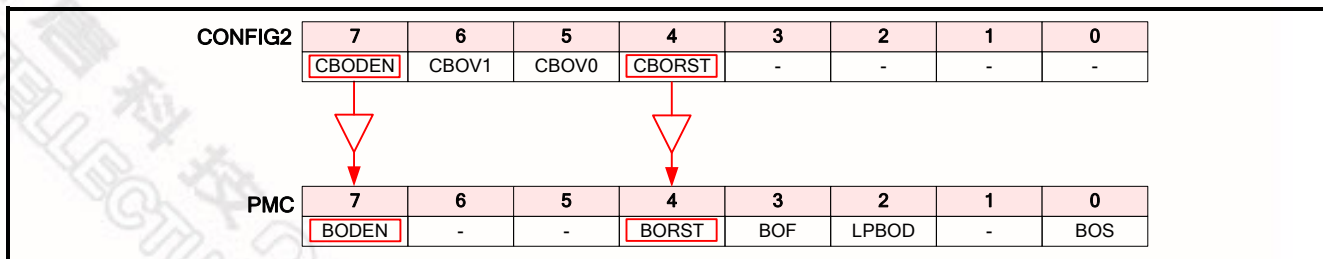 CONFIG2 7 6 5 4 3 2 1 0
CBODEN CBOV1 CBOV0 CBORST - - - -
PMC 7 6 5 4 3 2 1 0
BODEN - - BORST BOF LPBOD - BOS